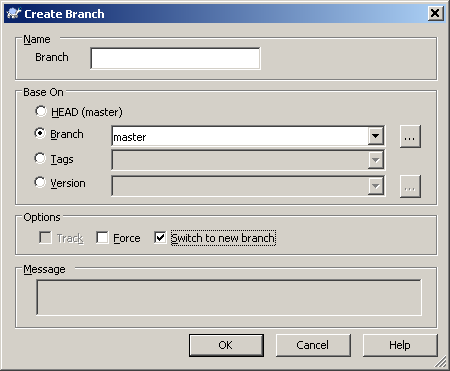 Create Branch
Name
Branch
Base On
HEAD (master)
Branch
master
...
Tags
Version
...
Options
Track
Force
Switch to new branch
Message
OK
Cancel
Help